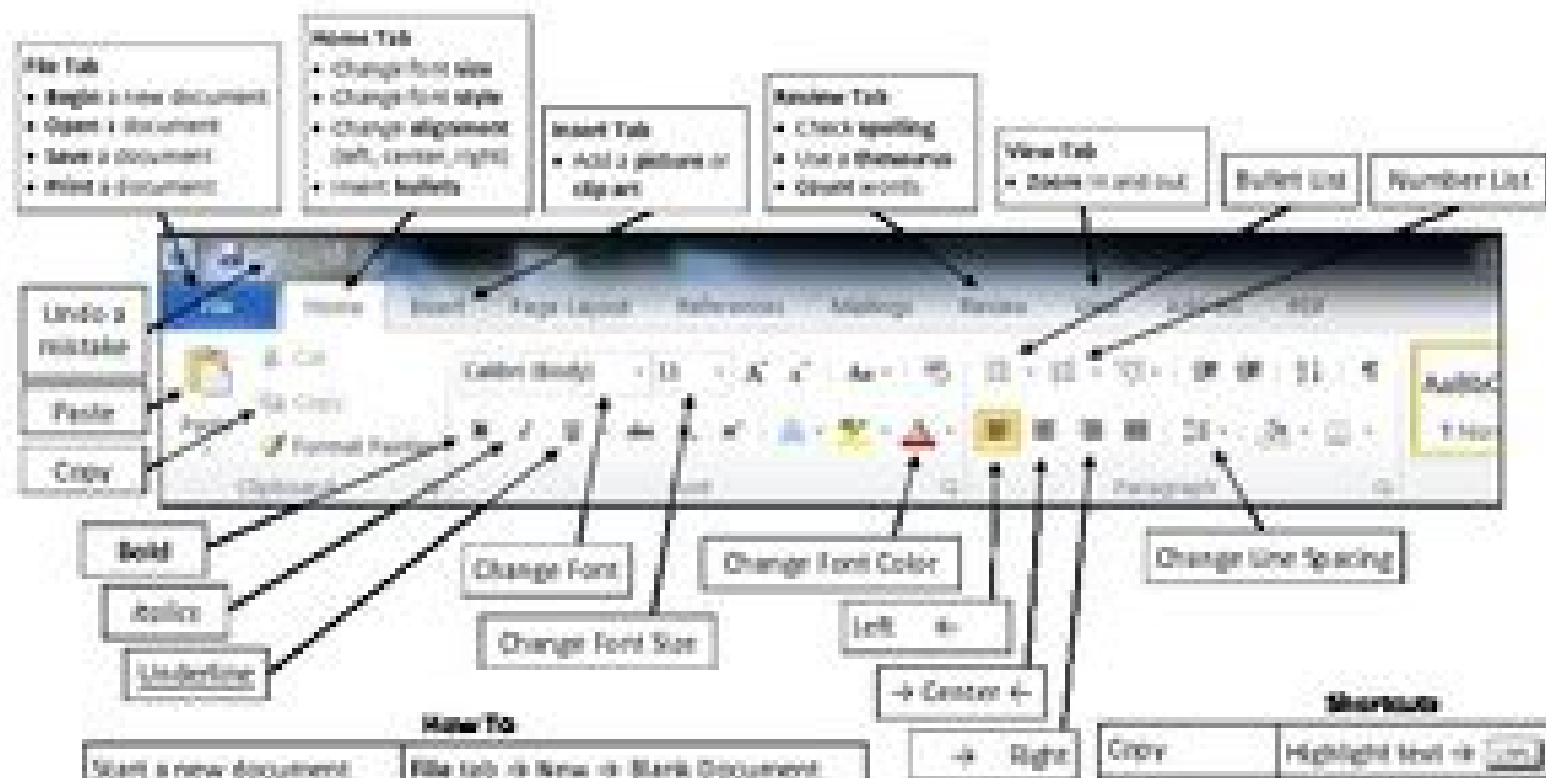 File Tab
• Begin a new document
• Open a document
• Save a document
• Print a document
Home Tab
• Change font size
• Change font style
• Change alignment
(left, center, right)
• Insert bullets
Insert Tab
• Add a picture or
clip art
Review Tab
• Check spelling
• Use a thesaurus
• Count words
View Tab
• Zoom in and out
Bullet List
Number List
Undo a
mistake
Paste
Copy
Home
Insert
Page Layout
References
Mailings
Review
PDF
Cut
Calibri (Body)
11
Aa
Copy
Format Painter
Clipboard
Paragraph
Bold
Italics
Underline
Change Font
Change Font Size
Change Font Color
Left ←
→ Center ←
→ Right
Change Line Spacing
How To
Start a new document
File tab → New → Blank Document
Shortcuts
Copy
Highlight text →